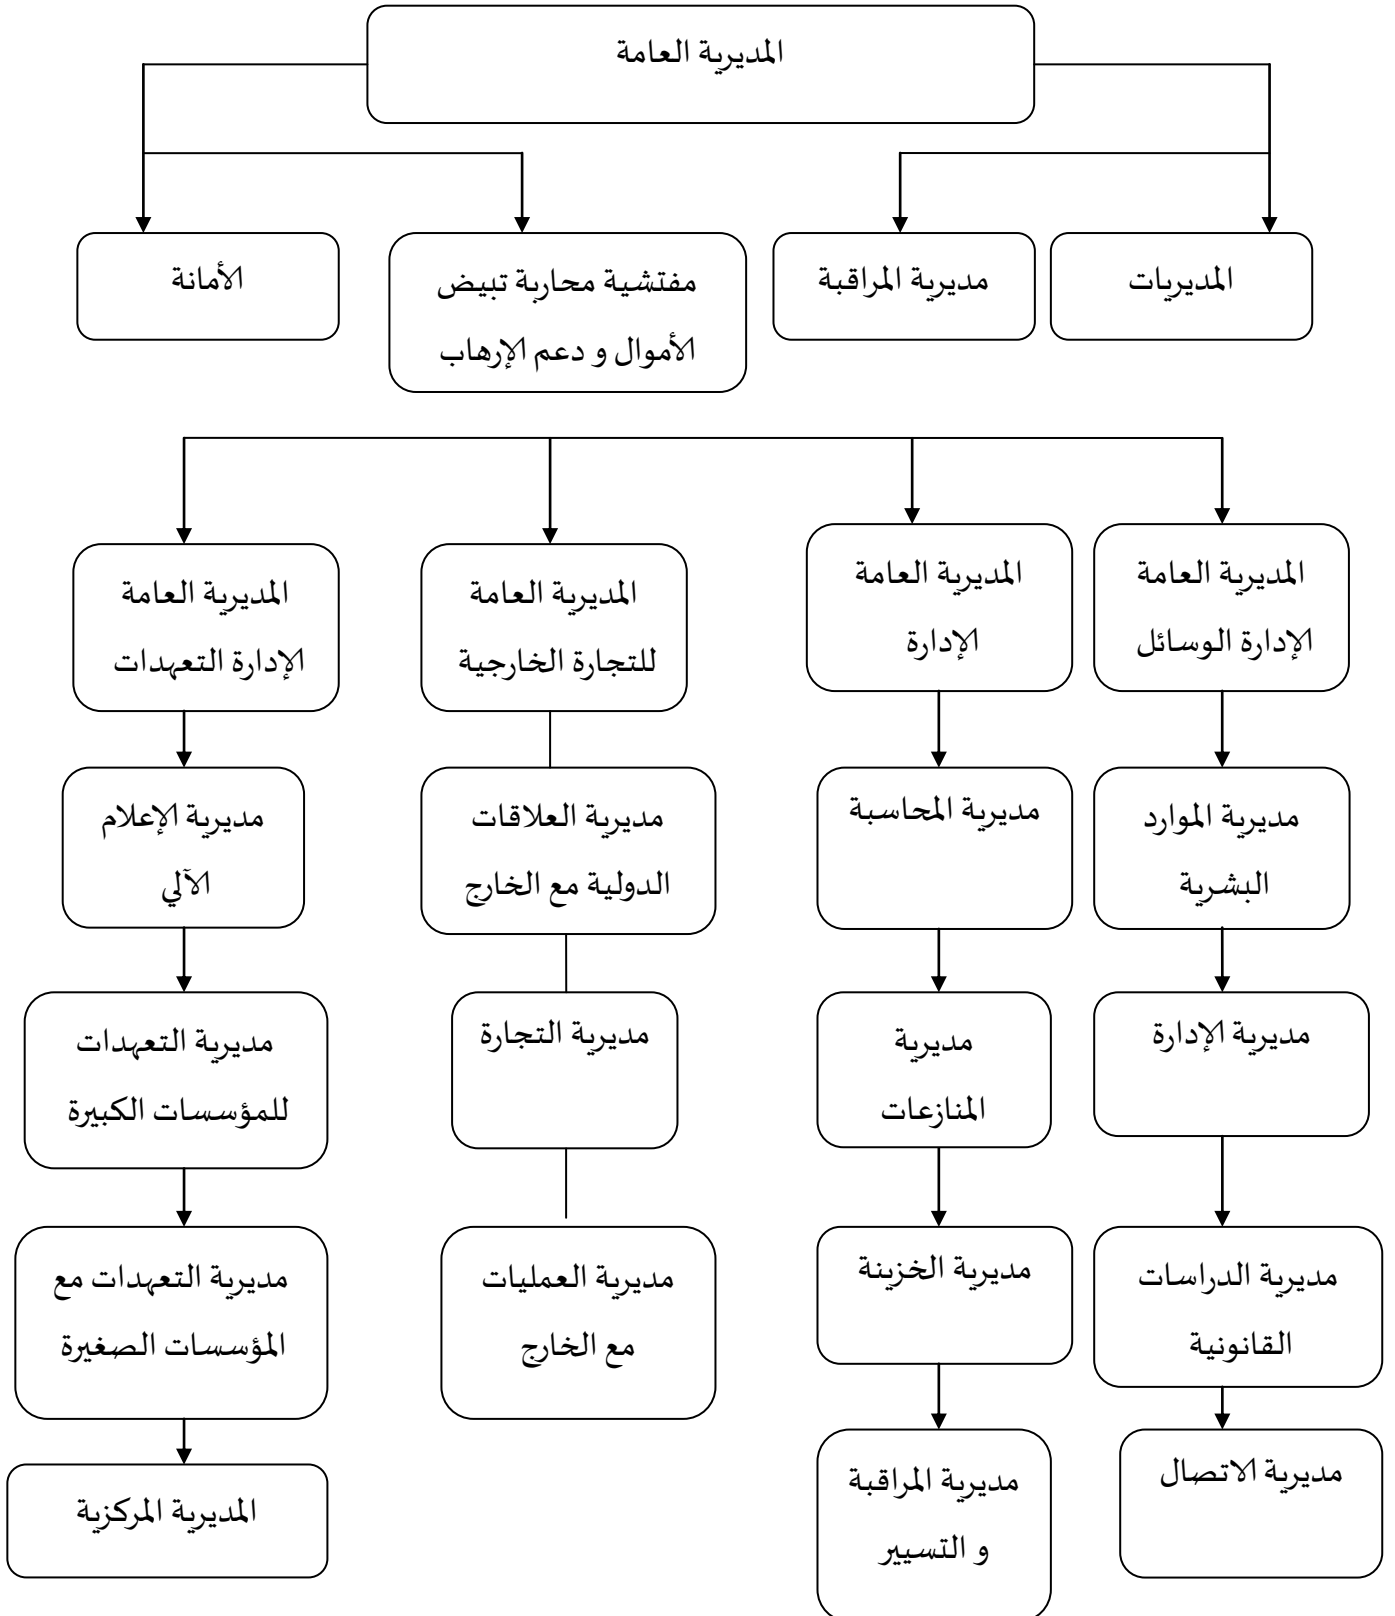 المديرية العامة
المديريات
مديرية المراقبة
مفتشية محاربة تبيض
الأموال و دعم الإرهاب
الأمانة
المديرية العامة
الإدارة الوسائل
المديرية العامة
الإدارة
المديرية العامة
للتجارة الخارجية
المديرية العامة
الإدارة التعهدات
مديرية الموارد
البشرية
مديرية المحاسبة
مديرية العلاقات
الدولية مع الخارج
مديرية الإعلام
الآلي
مديرية الإدارة
مديرية
المنازعات
مديرية التجارة
مديرية التعهدات
للمؤسسات الكبيرة
مديرية الدراسات
القانونية
مديرية الخزينة
مديرية العمليات
مع الخارج
مديرية التعهدات مع
المؤسسات الصغيرة
مديرية الاتصال
مديرية المراقبة
و التسيير
المديرية المركزية